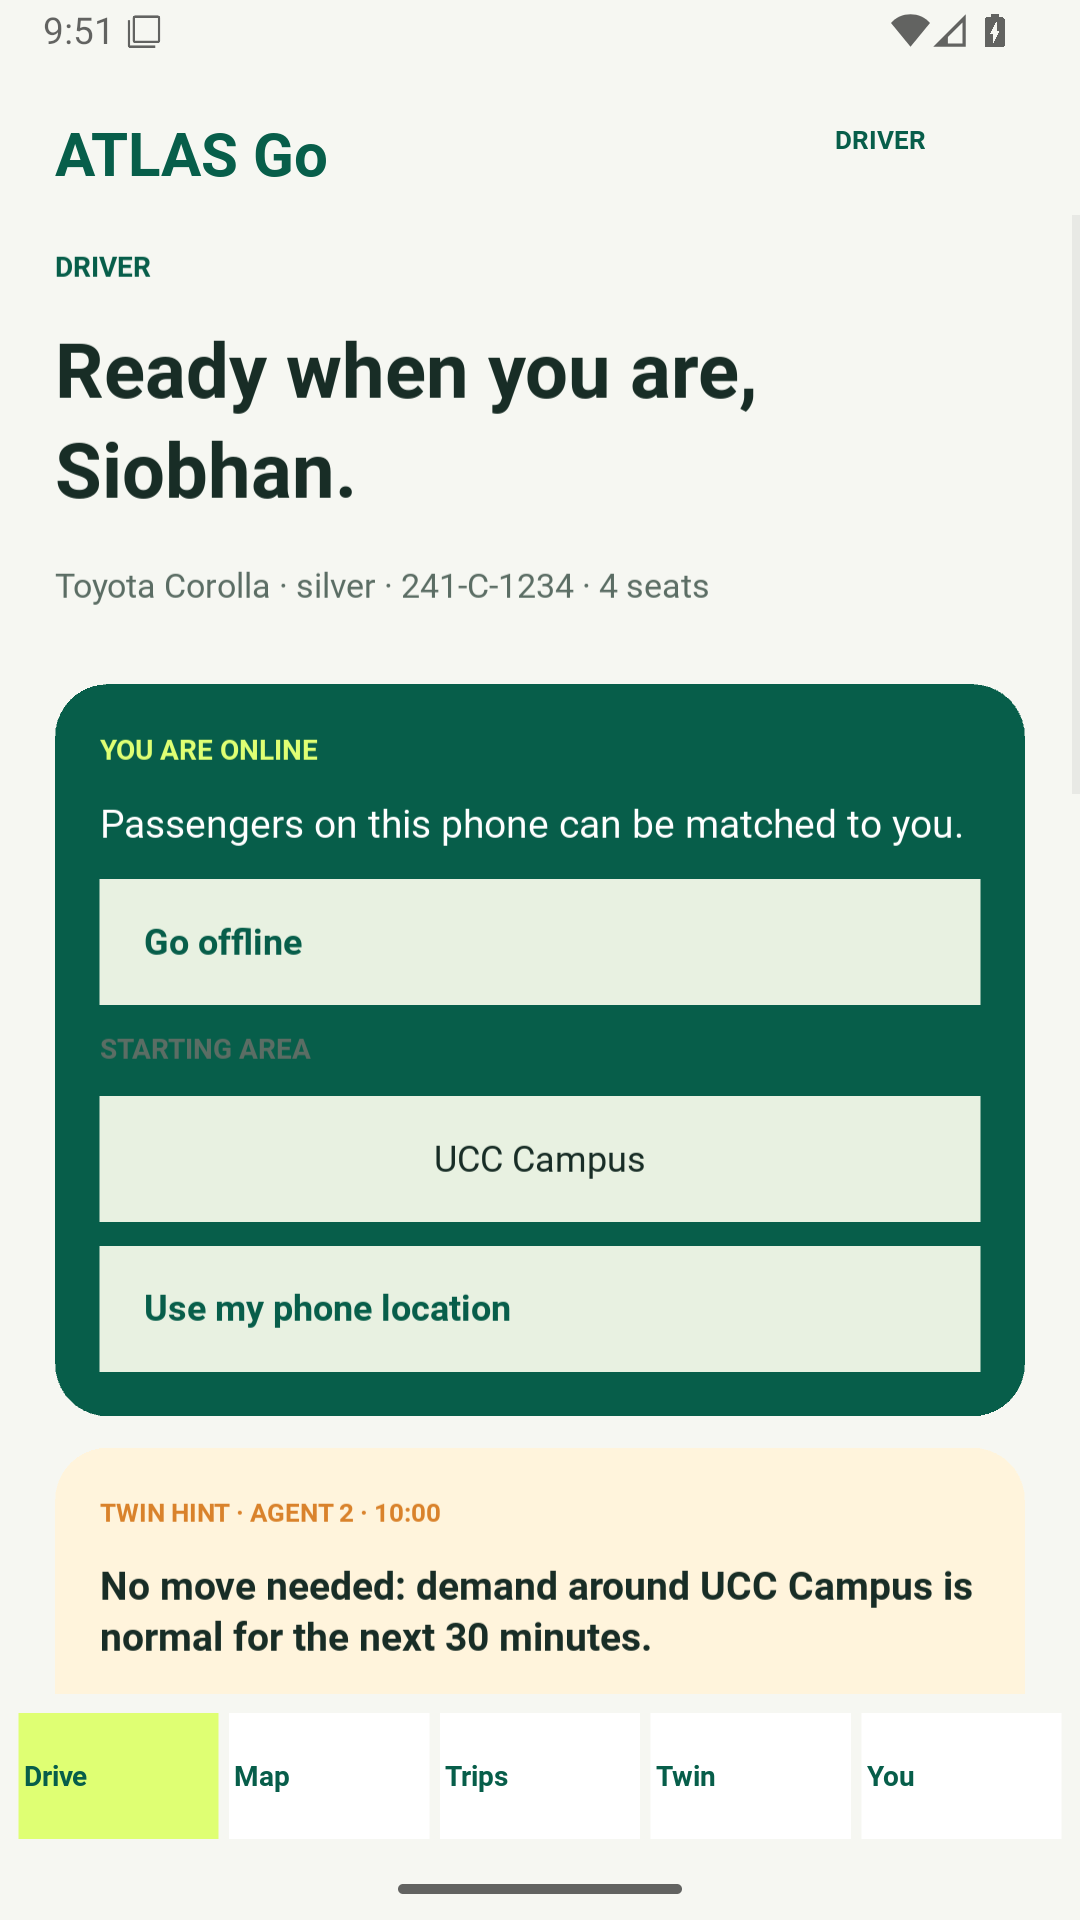 9:51
ATLAS Go
DRIVER
DRIVER
Ready when you are,
Siobhan.
Toyota Corolla · silver · 241-C-1234 · 4 seats
YOU ARE ONLINE
Passengers on this phone can be matched to you.
Go offline
STARTING AREA
UCC Campus
Use my phone location
TWIN HINT · AGENT 2 · 10:00
No move needed: demand around UCC Campus is
normal for the next 30 minutes.
Drive
Map
Trips
Twin
You